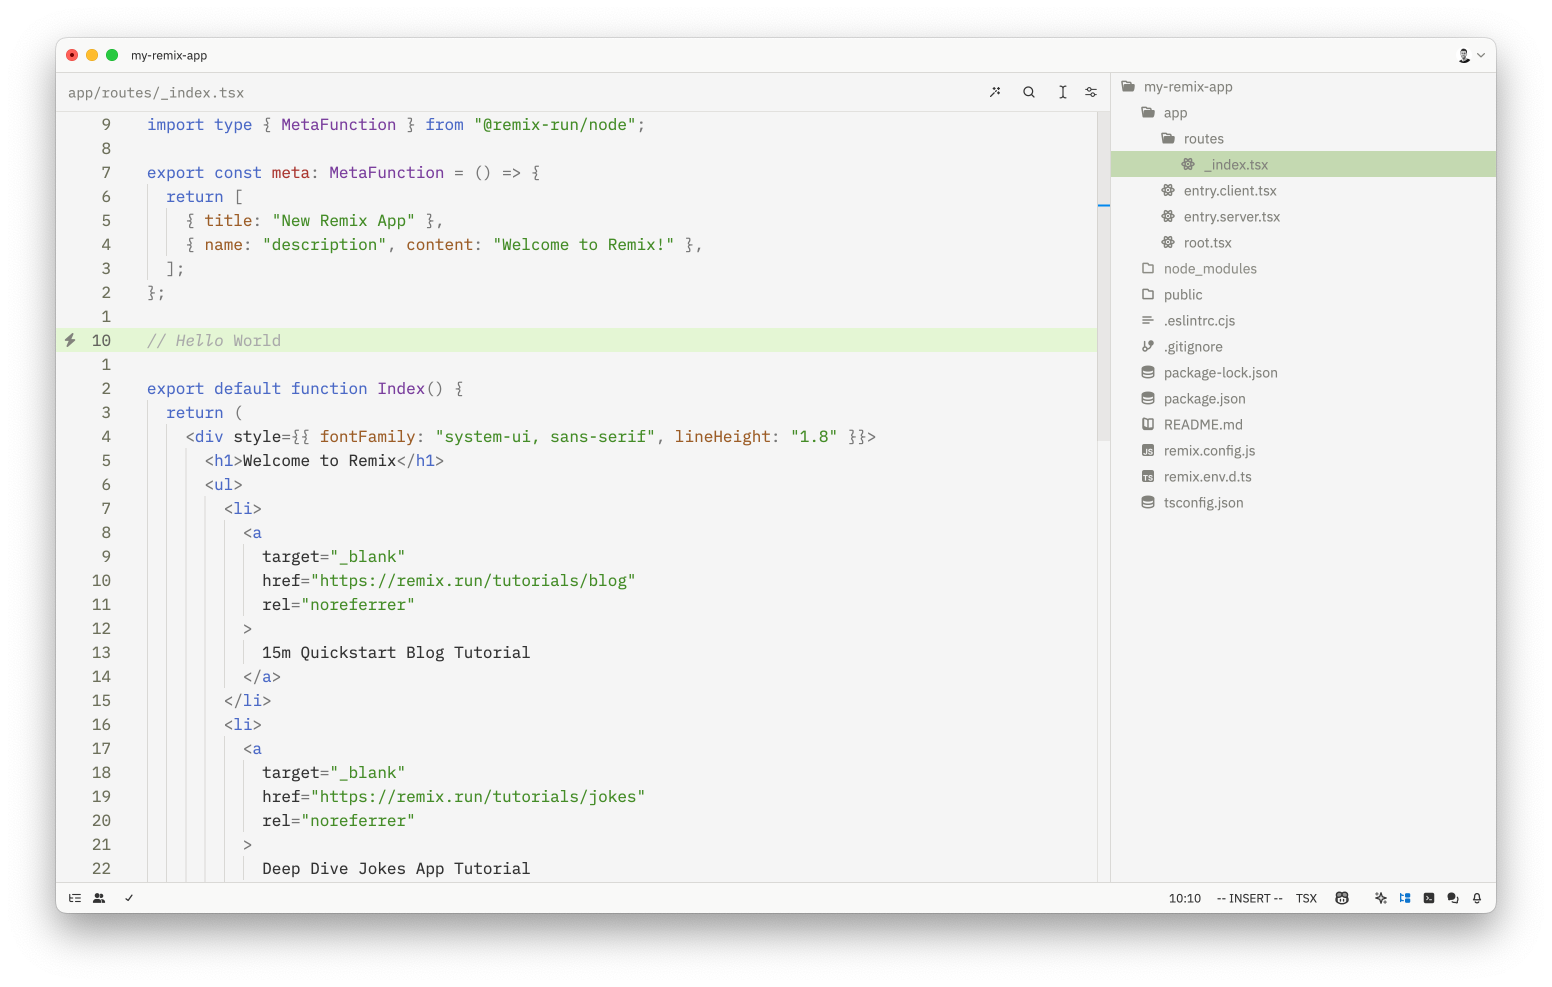 my-remix-app
app/routes/_index.tsx
9 import type { MetaFunction } from "@remix-run/node";
8
7 export const meta: MetaFunction = () => {
6   return [
5     { title: "New Remix App" },
4     { name: "description", content: "Welcome to Remix!" },
3   ];
2 };
1
10 // Hello World
1
2 export default function Index() {
3   return (
4     <div style={{ fontFamily: "system-ui, sans-serif", lineHeight: "1.8" }}>
5       <h1>Welcome to Remix</h1>
6       <ul>
7         <li>
8           <a
9             target="_blank"
10             href="https://remix.run/tutorials/blog"
11             rel="noreferrer"
12           >
13             15m Quickstart Blog Tutorial
14           </a>
15         </li>
16         <li>
17           <a
18             target="_blank"
19             href="https://remix.run/tutorials/jokes"
20             rel="noreferrer"
21           >
22             Deep Dive Jokes App Tutorial
my-remix-app
app
routes
_index.tsx
entry.client.tsx
entry.server.tsx
root.tsx
node_modules
public
.eslintrc.cjs
.gitignore
package-lock.json
package.json
README.md
JS remix.config.js
TS remix.env.d.ts
tsconfig.json
10:10 -- INSERT -- TSX